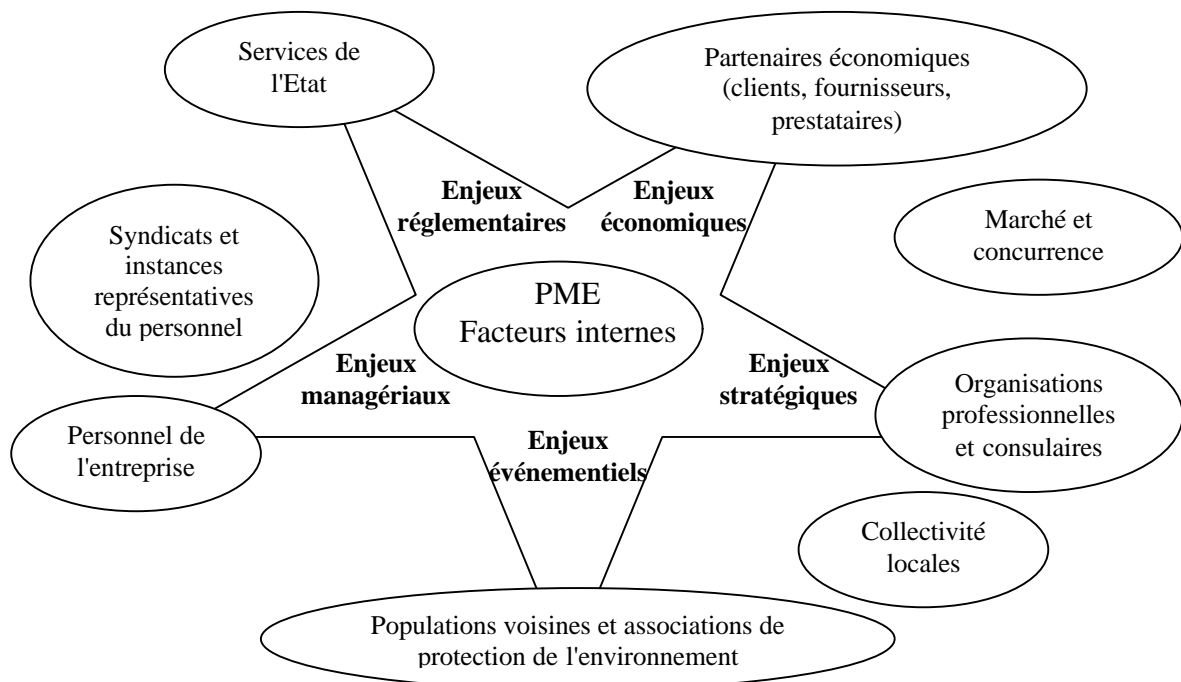 Services de
l'Etat
Partenaires économiques
(clients, fournisseurs,
prestataires)
Enjeux
réglementaires
Enjeux
économiques
Syndicats et
instances
représentatives
du personnel
Marché et
concurrence
PME
Facteurs internes
Enjeux
managériaux
Enjeux
stratégiques
Organisations
professionnelles
et consulaires
Personnel de
l'entreprise
Enjeux
événementiels
Collectivité
locales
Populations voisines et associations de
protection de l'environnement